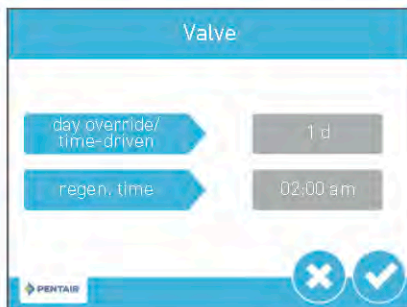 Valve
day override/
time-driven
1 d
regen. time
02:00 am
PENTAIR